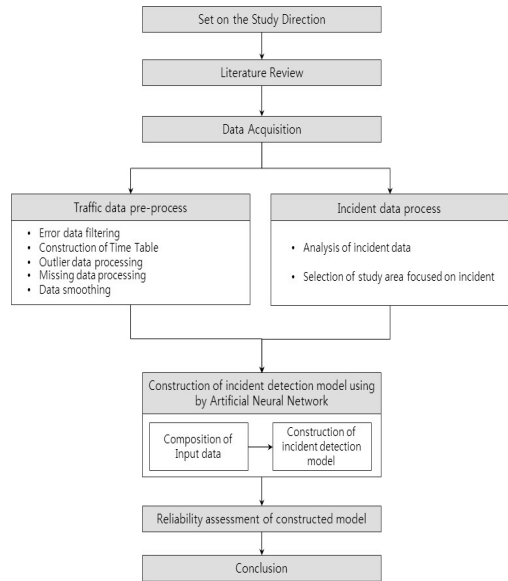 Set on the Study Direction
Literature Review
Data Acquisition
Traffic data pre-process
• Error data filtering
• Construction of Time Table
• Outlier data processing
• Missing data processing
• Data smoothing
Incident data process
• Analysis of incident data
• Selection of study area focused on incident
Construction of incident detection model using
by Artificial Neural Network
Composition of
Input data
Construction of
incident detection
model
Reliability assessment of constructed model
Conclusion